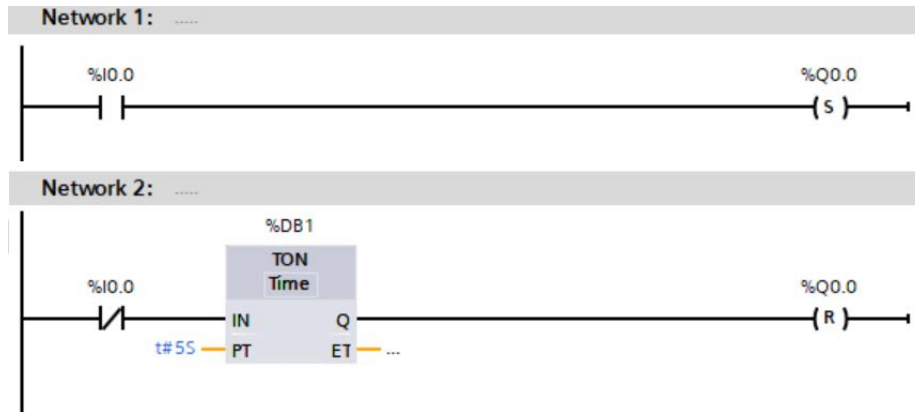 Network 1: .....
%I0.0 %Q0.0
S
Network 2: .....
%DB1
TON
Time
%I0.0 %Q0.0
IN Q R
t#5S PT ET ...